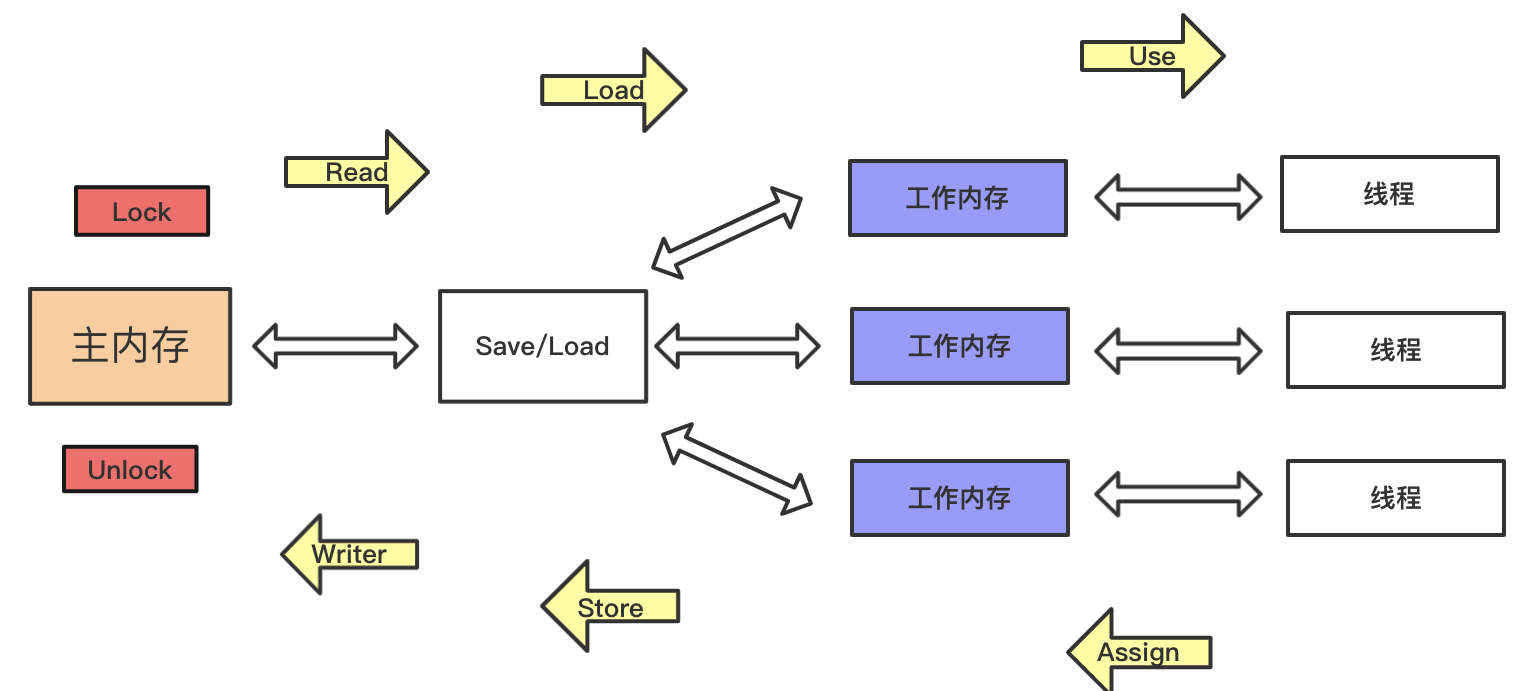 Use
Load
Read
Lock
工作内存
线程
主内存
Save/Load
工作内存
线程
Unlock
工作内存
线程
Writer
Store
Assign